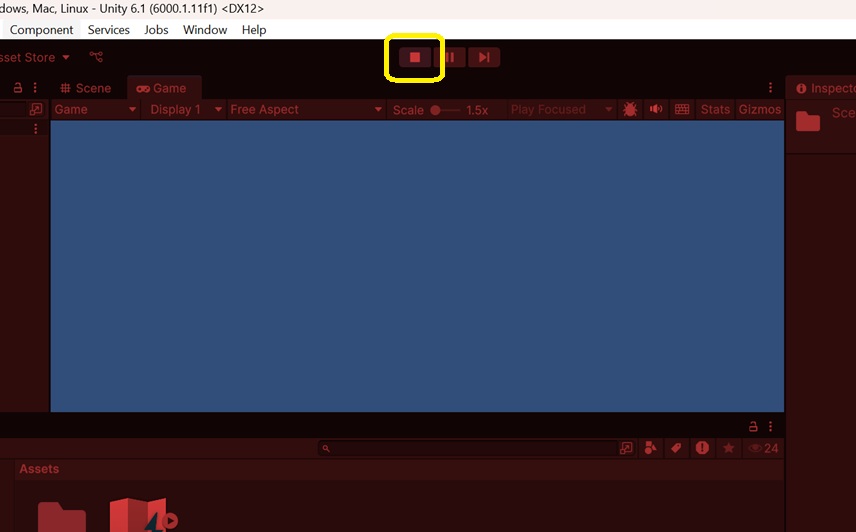 dows, Mac, Linux - Unity 6.1 (6000.1.11f1) <DX12>
Component Services Jobs Window Help
sset Store
Scene Game Inspecto
Game Display 1 Free Aspect Scale 1.5x Play Focused Stats Gizmos Sce
24
Assets